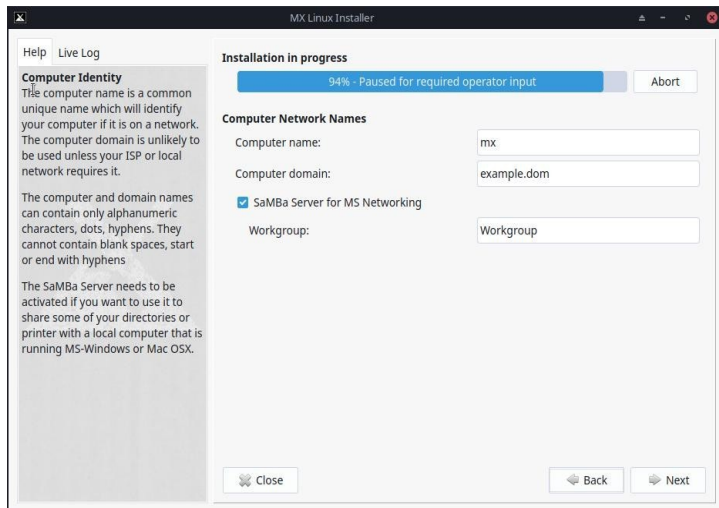 MX Linux Installer
Help
Live Log
Computer Identity
The computer name is a common
unique name which will identify
your computer if it is on a network.
The computer domain is unlikely to
be used unless your ISP or local
network requires it.
The computer and domain names
can contain only alphanumeric
characters, dots, hyphens. They
cannot contain blank spaces, start
or end with hyphens
The SaMBa Server needs to be
activated if you want to use it to
share some of your directories or
printer with a local computer that is
running MS-Windows or Mac OSX.
Installation in progress
94% - Paused for required operator input
Abort
Computer Network Names
Computer name:
mx
Computer domain:
example.dom
SaMBa Server for MS Networking
Workgroup:
Workgroup
Close
Back
Next